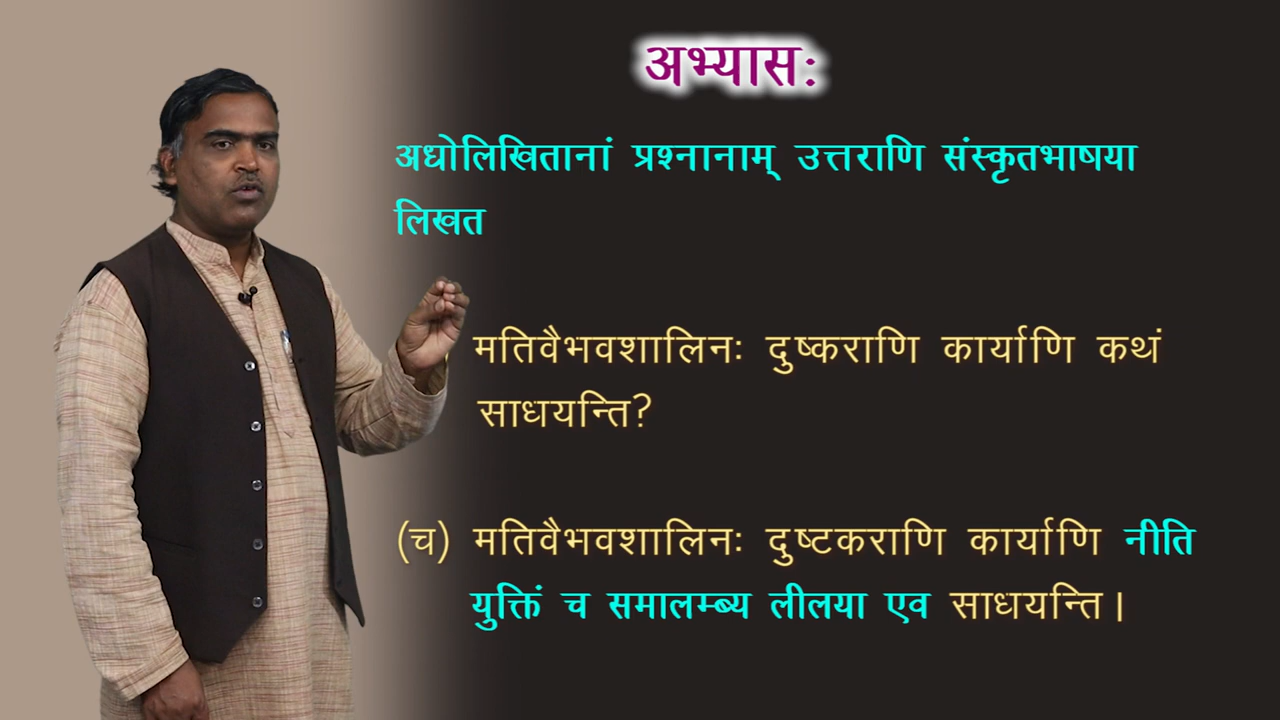 अभ्यासः
अधोलिखितानां प्रश्नानाम् उत्तराणि संस्कृतभाषया
लिखत
) मतिवैभवशालिनः दुष्कराणि कार्याणि कथं
साधयन्ति?
(च) मतिवैभवशालिनः दुष्टकराणि कार्याणि नीति
युक्तिं च समालम्ब्य लीलया एव साधयन्ति।